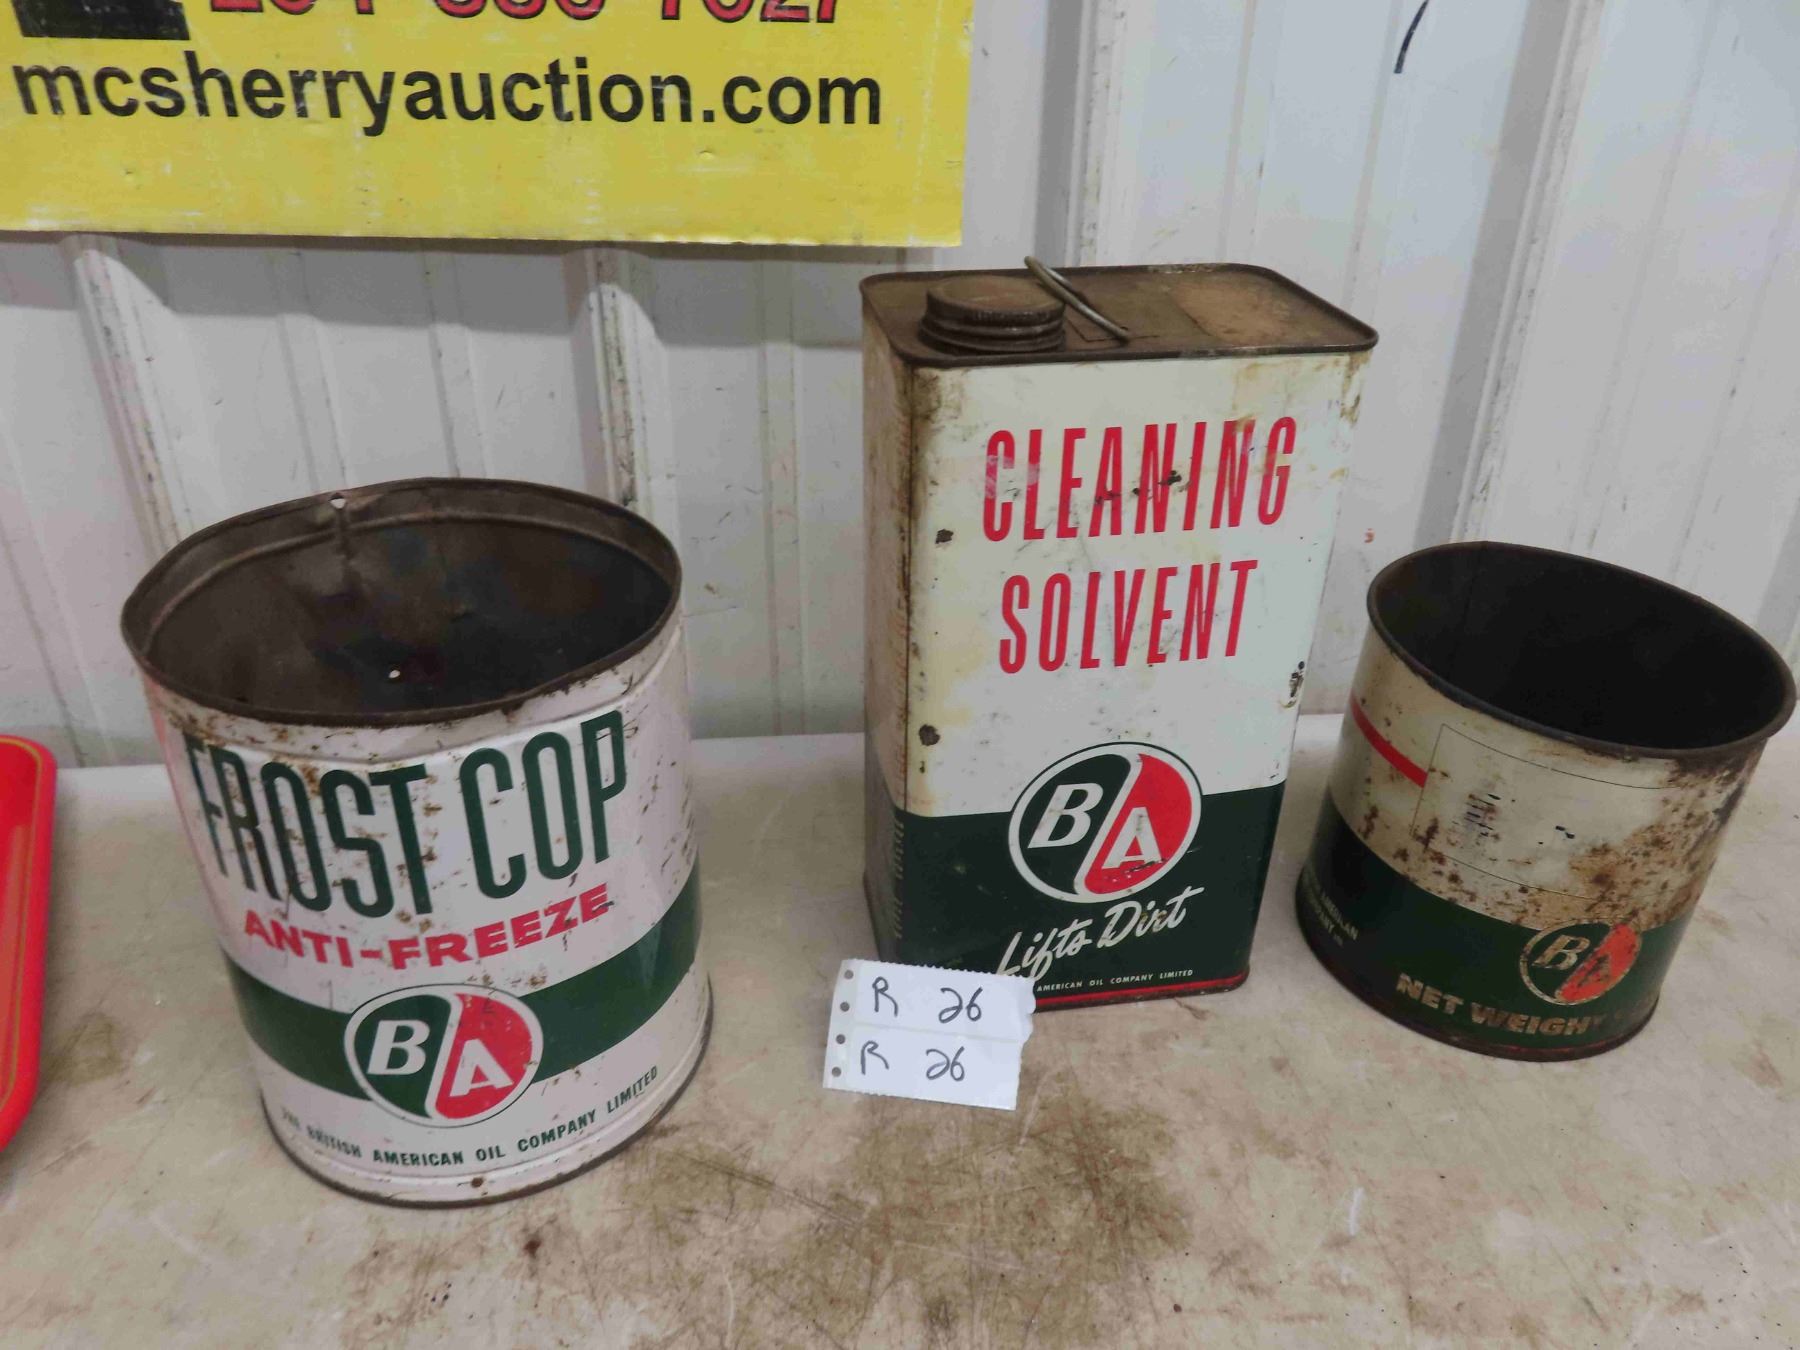 mcsherryauction.com
CLEANING
SOLVENT
BA
Lifts Dirt
AMERICAN OIL COMPANY LIMITED
FROST COP
ANTI-FREEZE
BA
THE BRITISH AMERICAN OIL COMPANY LIMITED
BA
NET WEIGHT
R 26
R 26